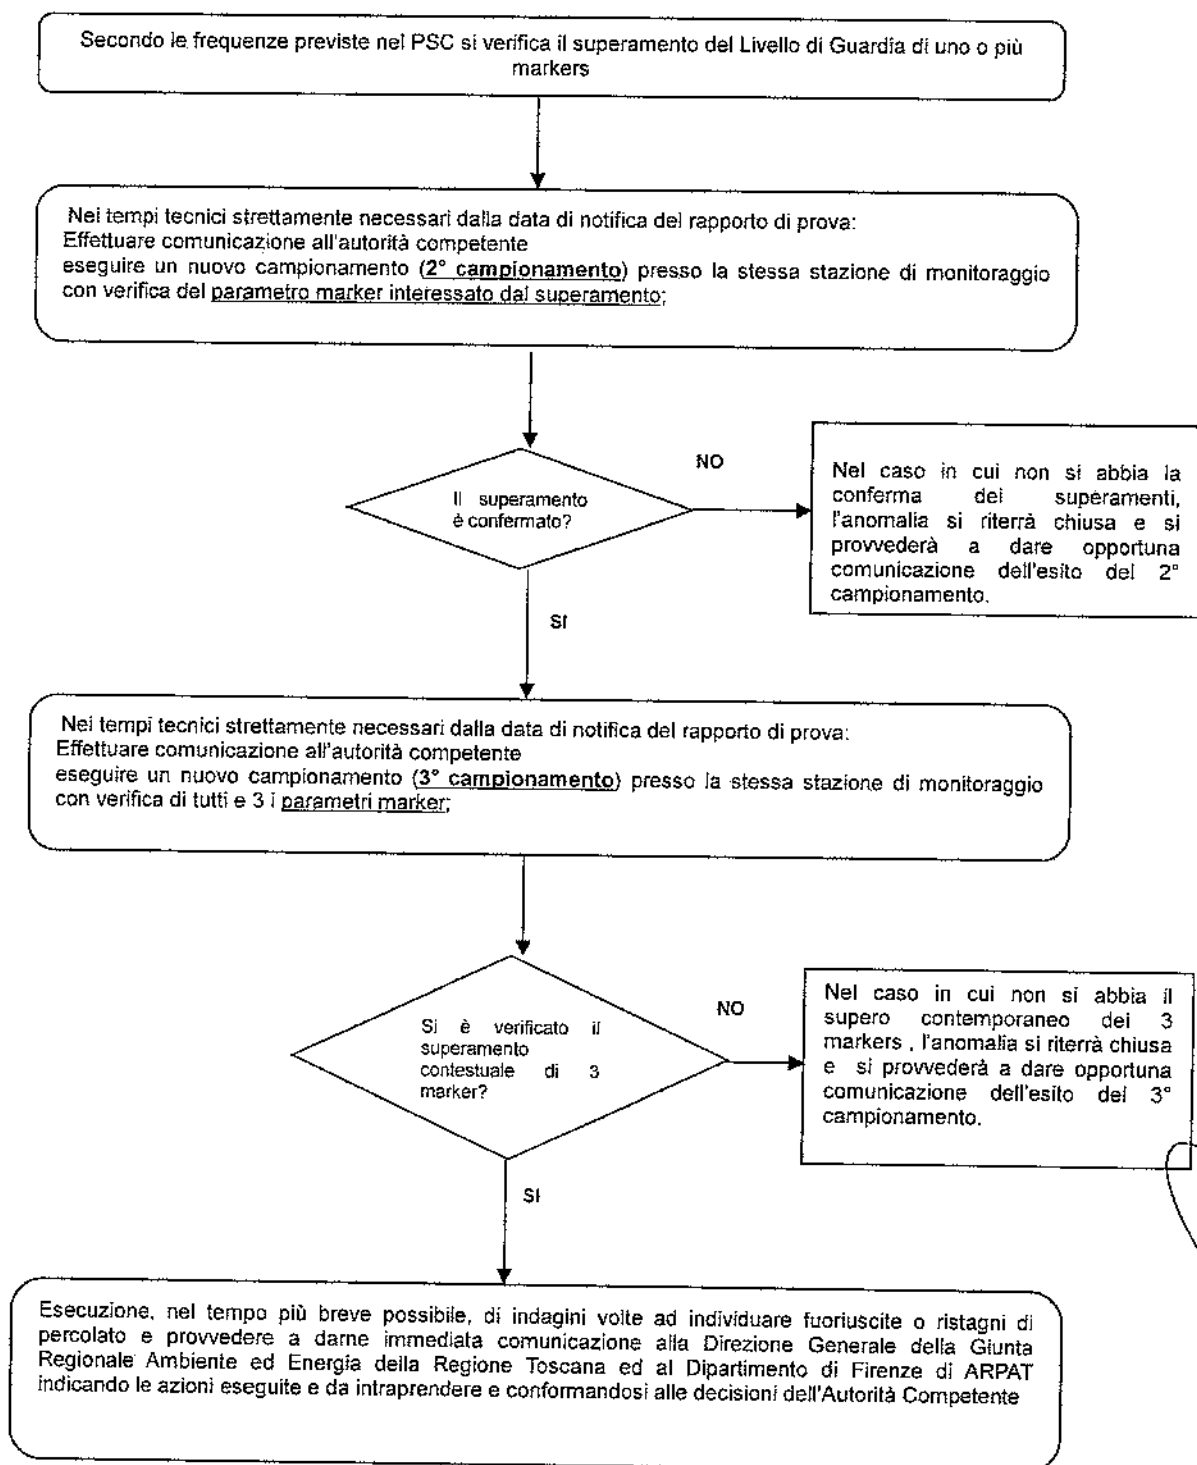 Secondo le frequenze previste nel PSC si verifica il superamento del Livello di Guardia di uno o più
markers
Nei tempi tecnici strettamente necessari dalla data di notifica del rapporto di prova:
Effettuare comunicazione all'autorità competente
eseguire un nuovo campionamento (2° campionamento) presso la stessa stazione di monitoraggio
con verifica del parametro marker interessato dal superamento;
Il superamento
è confermato?
NO
Nel caso in cui non si abbia la
conferma dei superamenti,
l'anomalia si riterrà chiusa e si
provvederà a dare opportuna
comunicazione dell'esito del 2°
campionamento.
SI
Nei tempi tecnici strettamente necessari dalla data di notifica del rapporto di prova:
Effettuare comunicazione all'autorità competente
eseguire un nuovo campionamento (3° campionamento) presso la stessa stazione di monitoraggio
con verifica di tutti e 3 i parametri marker;
Si è verificato il
superamento
contestuale di 3
marker?
NO
Nel caso in cui non si abbia il
supero contemporaneo dei 3
markers , l'anomalia si riterrà chiusa
e si provvederà a dare opportuna
comunicazione dell'esito del 3°
campionamento.
SI
Esecuzione, nel tempo più breve possibile, di indagini volte ad individuare fuoriuscite o ristagni di
percolato e provvedere a darne immediata comunicazione alla Direzione Generale della Giunta
Regionale Ambiente ed Energia della Regione Toscana ed al Dipartimento di Firenze di ARPAT
indicando le azioni eseguite e da intraprendere e conformandosi alle decisioni dell'Autorità Competente